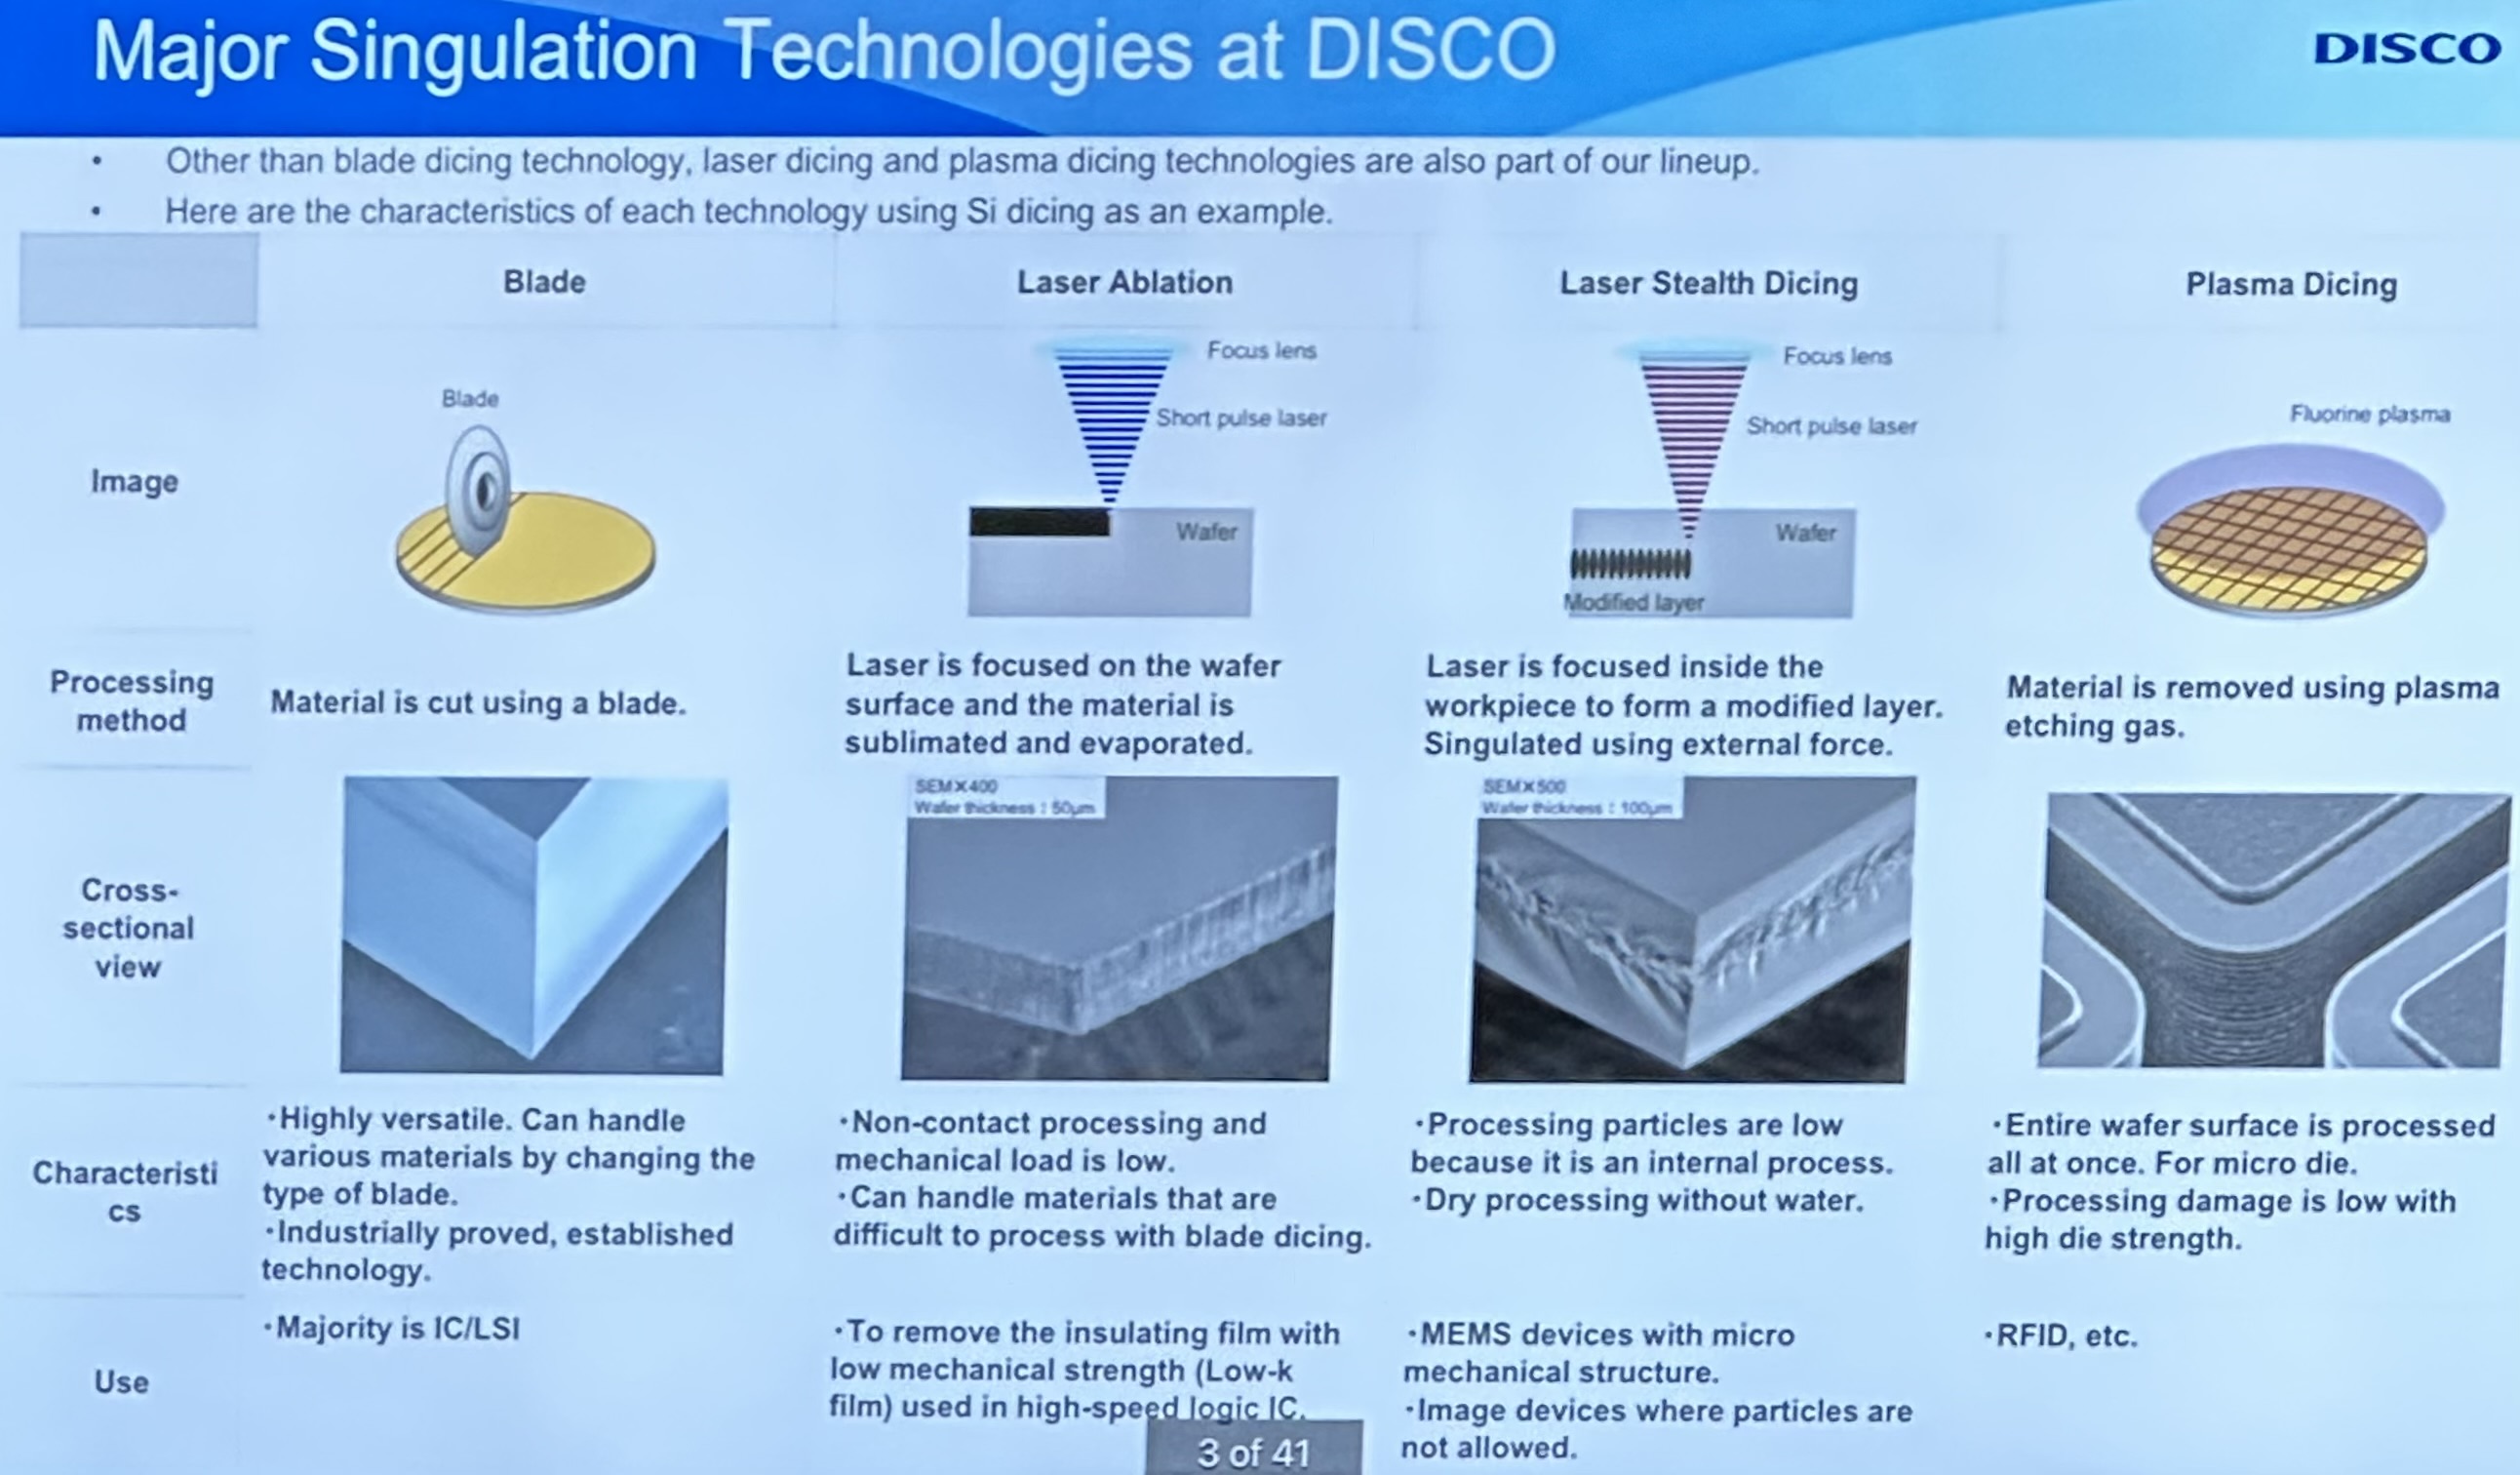 Major Singulation Technologies at DISCO
DISCO
• Other than blade dicing technology, laser dicing and plasma dicing technologies are also part of our lineup.
• Here are the characteristics of each technology using Si dicing as an example.
Blade
Laser Ablation
Laser Stealth Dicing
Plasma Dicing
Image
Blade
Focus lens
Short pulse laser
Wafer
Focus lens
Short pulse laser
Wafer
Modified layer
Fluorine plasma
Processing
method
Material is cut using a blade.
Laser is focused on the wafer
surface and the material is
sublimated and evaporated.
Laser is focused inside the
workpiece to form a modified layer.
Singulated using external force.
Material is removed using plasma
etching gas.
Cross-
sectional
view
SEM×400
Wafer thickness : 50μm
SEM×500
Wafer thickness : 100μm
Characteristi
cs
・Highly versatile. Can handle
various materials by changing the
type of blade.
・Industrially proved, established
technology.
・Non-contact processing and
mechanical load is low.
・Can handle materials that are
difficult to process with blade dicing.
・Processing particles are low
because it is an internal process.
・Dry processing without water.
・Entire wafer surface is processed
all at once. For micro die.
・Processing damage is low with
high die strength.
Use
・Majority is IC/LSI
・To remove the insulating film with
low mechanical strength (Low-k
film) used in high-speed logic IC.
・MEMS devices with micro
mechanical structure.
・Image devices where particles are
not allowed.
・RFID, etc.
3 of 41